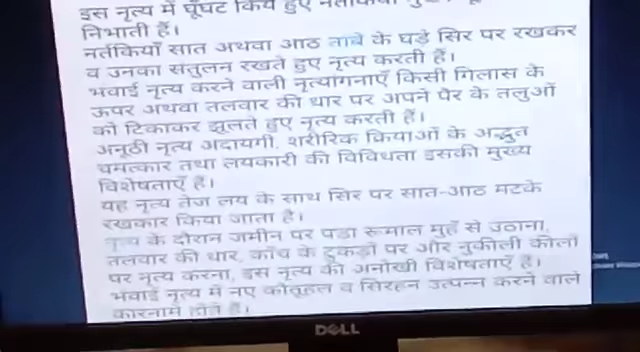 इस नृत्य में घूँघट किये हुए
निभाती हैं।
नर्तकियाँ सात अथवा आठ तांबे के घड़े सिर पर रखकर
व उनका संतुलन रखते हुए नृत्य करती हैं।
भवाई नृत्य करने वाली नृत्यांगनाएँ किसी गिलास के
ऊपर अथवा तलवार की धार पर अपने पैर के तलुओं
को टिकाकर झूलते हुए नृत्य करती हैं।
अनूठी नृत्य अदायगी, शारीरिक क्रियाओं के अद्भुत
चमत्कार तथा लयकारी की विविधता इसकी मुख्य
विशेषताएँ हैं।
यह नृत्य तेज लय के साथ सिर पर सात-आठ मटके
रखकार किया जाता है।
नृत्य के दौरान जमीन पर पडा रूमाल मुहँ से उठाना,
तलवार की धार, काँच के टुकड़ों पर और नुकीली कीलों
पर नृत्य करना, इस नृत्य की अनोखी विशेषताएँ हैं।
भवाई नृत्य में नए कौतूहल व सिरहन उत्पन्न करने वाले
कारनामे होते हैं।
DELL